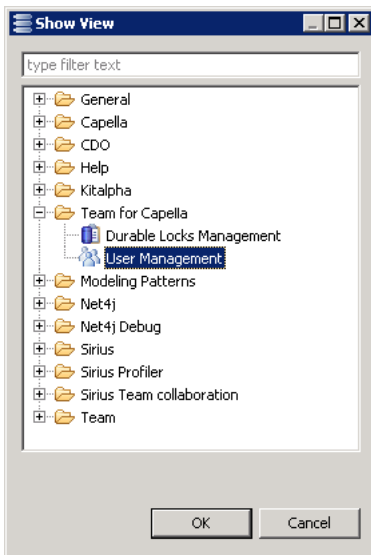 Show View
type filter text
General
Capella
CDO
Help
Kitalpha
Team for Capella
Durable Locks Management
User Management
Modeling Patterns
Net4j
Net4j Debug
Sirius
Sirius Profiler
Sirius Team collaboration
Team
OK Cancel